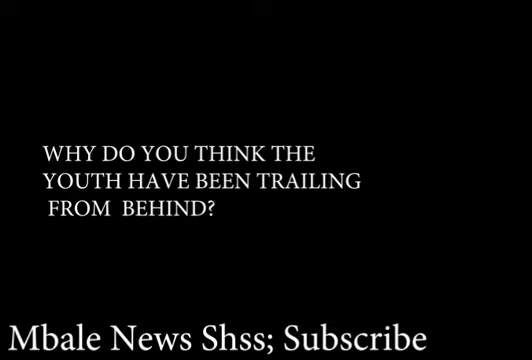 WHY DO YOU THINK THE
YOUTH HAVE BEEN TRAILING
FROM BEHIND?
Mbale News Shss; Subscribe